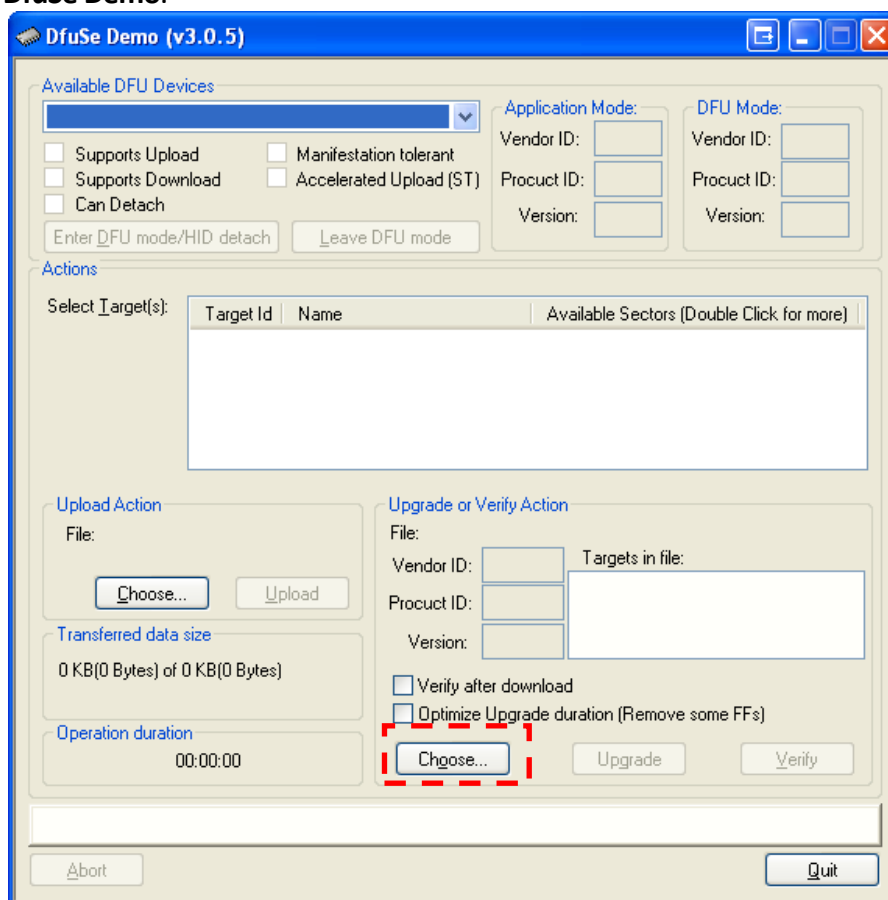 DfuSe Demo.
DfuSe Demo (v3.0.5)
Available DFU Devices
Supports Upload
Manifestation tolerant
Supports Download
Accelerated Upload (ST)
Can Detach
Enter DFU mode/HID detach
Leave DFU mode
Application Mode:
Vendor ID:
Procuct ID:
Version:
DFU Mode:
Vendor ID:
Procuct ID:
Version:
Actions
Select Target(s):
Target Id
Name
Available Sectors (Double Click for more)
Upload Action
File:
Choose...
Upload
Transferred data size
0 KB(0 Bytes) of 0 KB(0 Bytes)
Operation duration
00:00:00
Upgrade or Verify Action
File:
Vendor ID:
Procuct ID:
Version:
Targets in file:
Verify after download
Optimize Upgrade duration (Remove some FFs)
Choose...
Upgrade
Verify
Abort
Quit